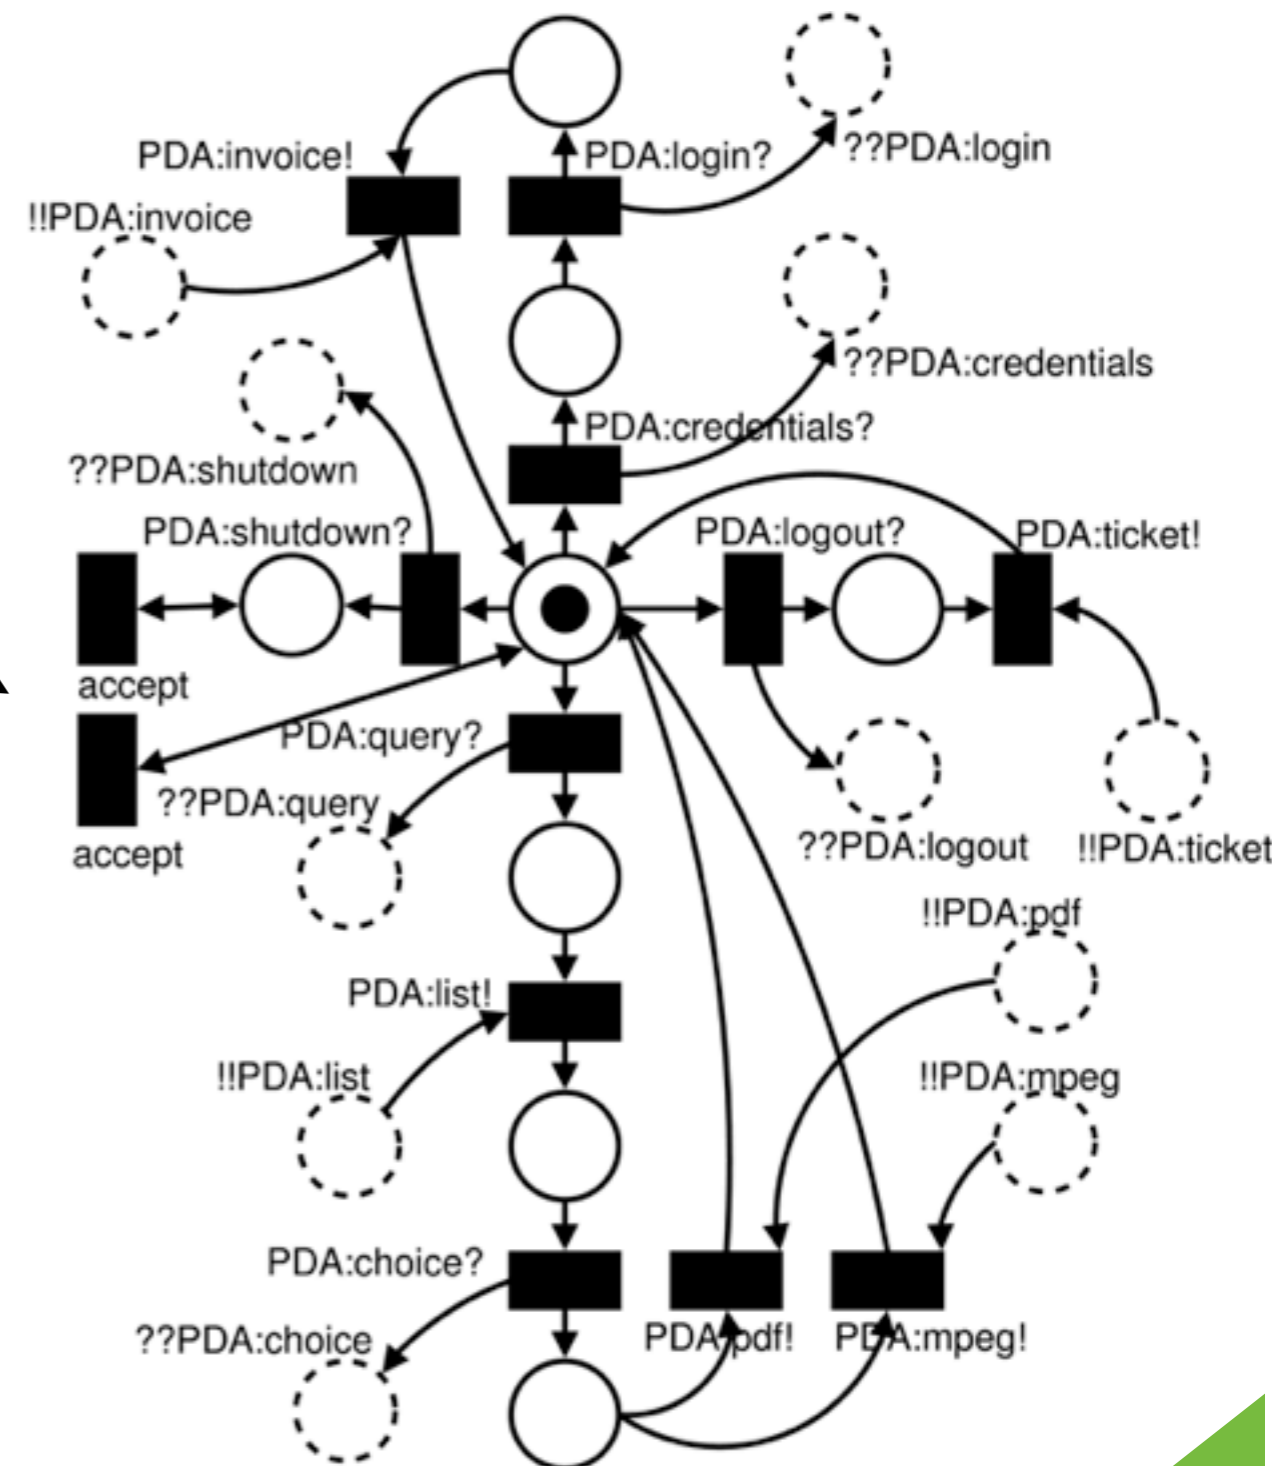 PDA:invoice!
PDA:login?
??PDA:login
!!PDA:invoice
??PDA:credentials
PDA:credentials?
??PDA:shutdown
PDA:shutdown?
PDA:logout?
PDA:ticket!
accept
PDA:query?
??PDA:query
accept
??PDA:logout
!!PDA:ticket
!!PDA:pdf
PDA:list!
!!PDA:list
!!PDA:mpeg
PDA:choice?
??PDA:choice
PDA:pdf!
PDA:mpeg!